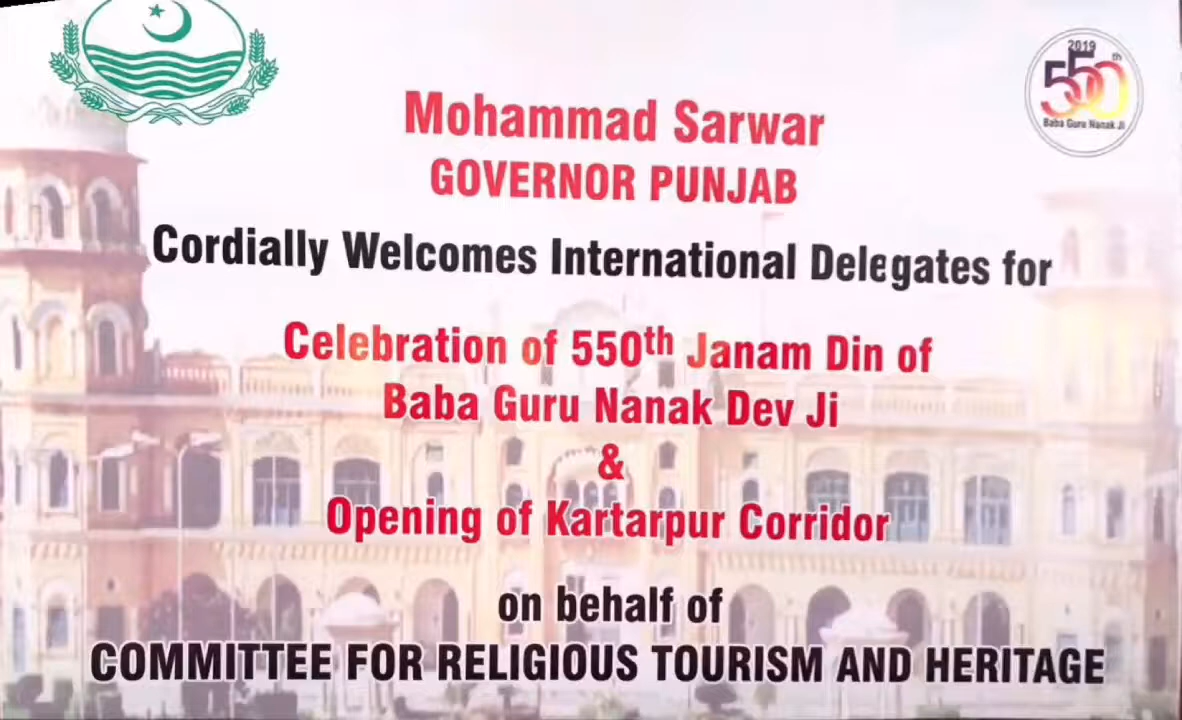 2019
550th
Baba Guru Nanak Ji
Mohammad Sarwar
GOVERNOR PUNJAB
Cordially Welcomes International Delegates for
Celebration of 550th Janam Din of
Baba Guru Nanak Dev Ji
&
Opening of Kartarpur Corridor
on behalf of
COMMITTEE FOR RELIGIOUS TOURISM AND HERITAGE